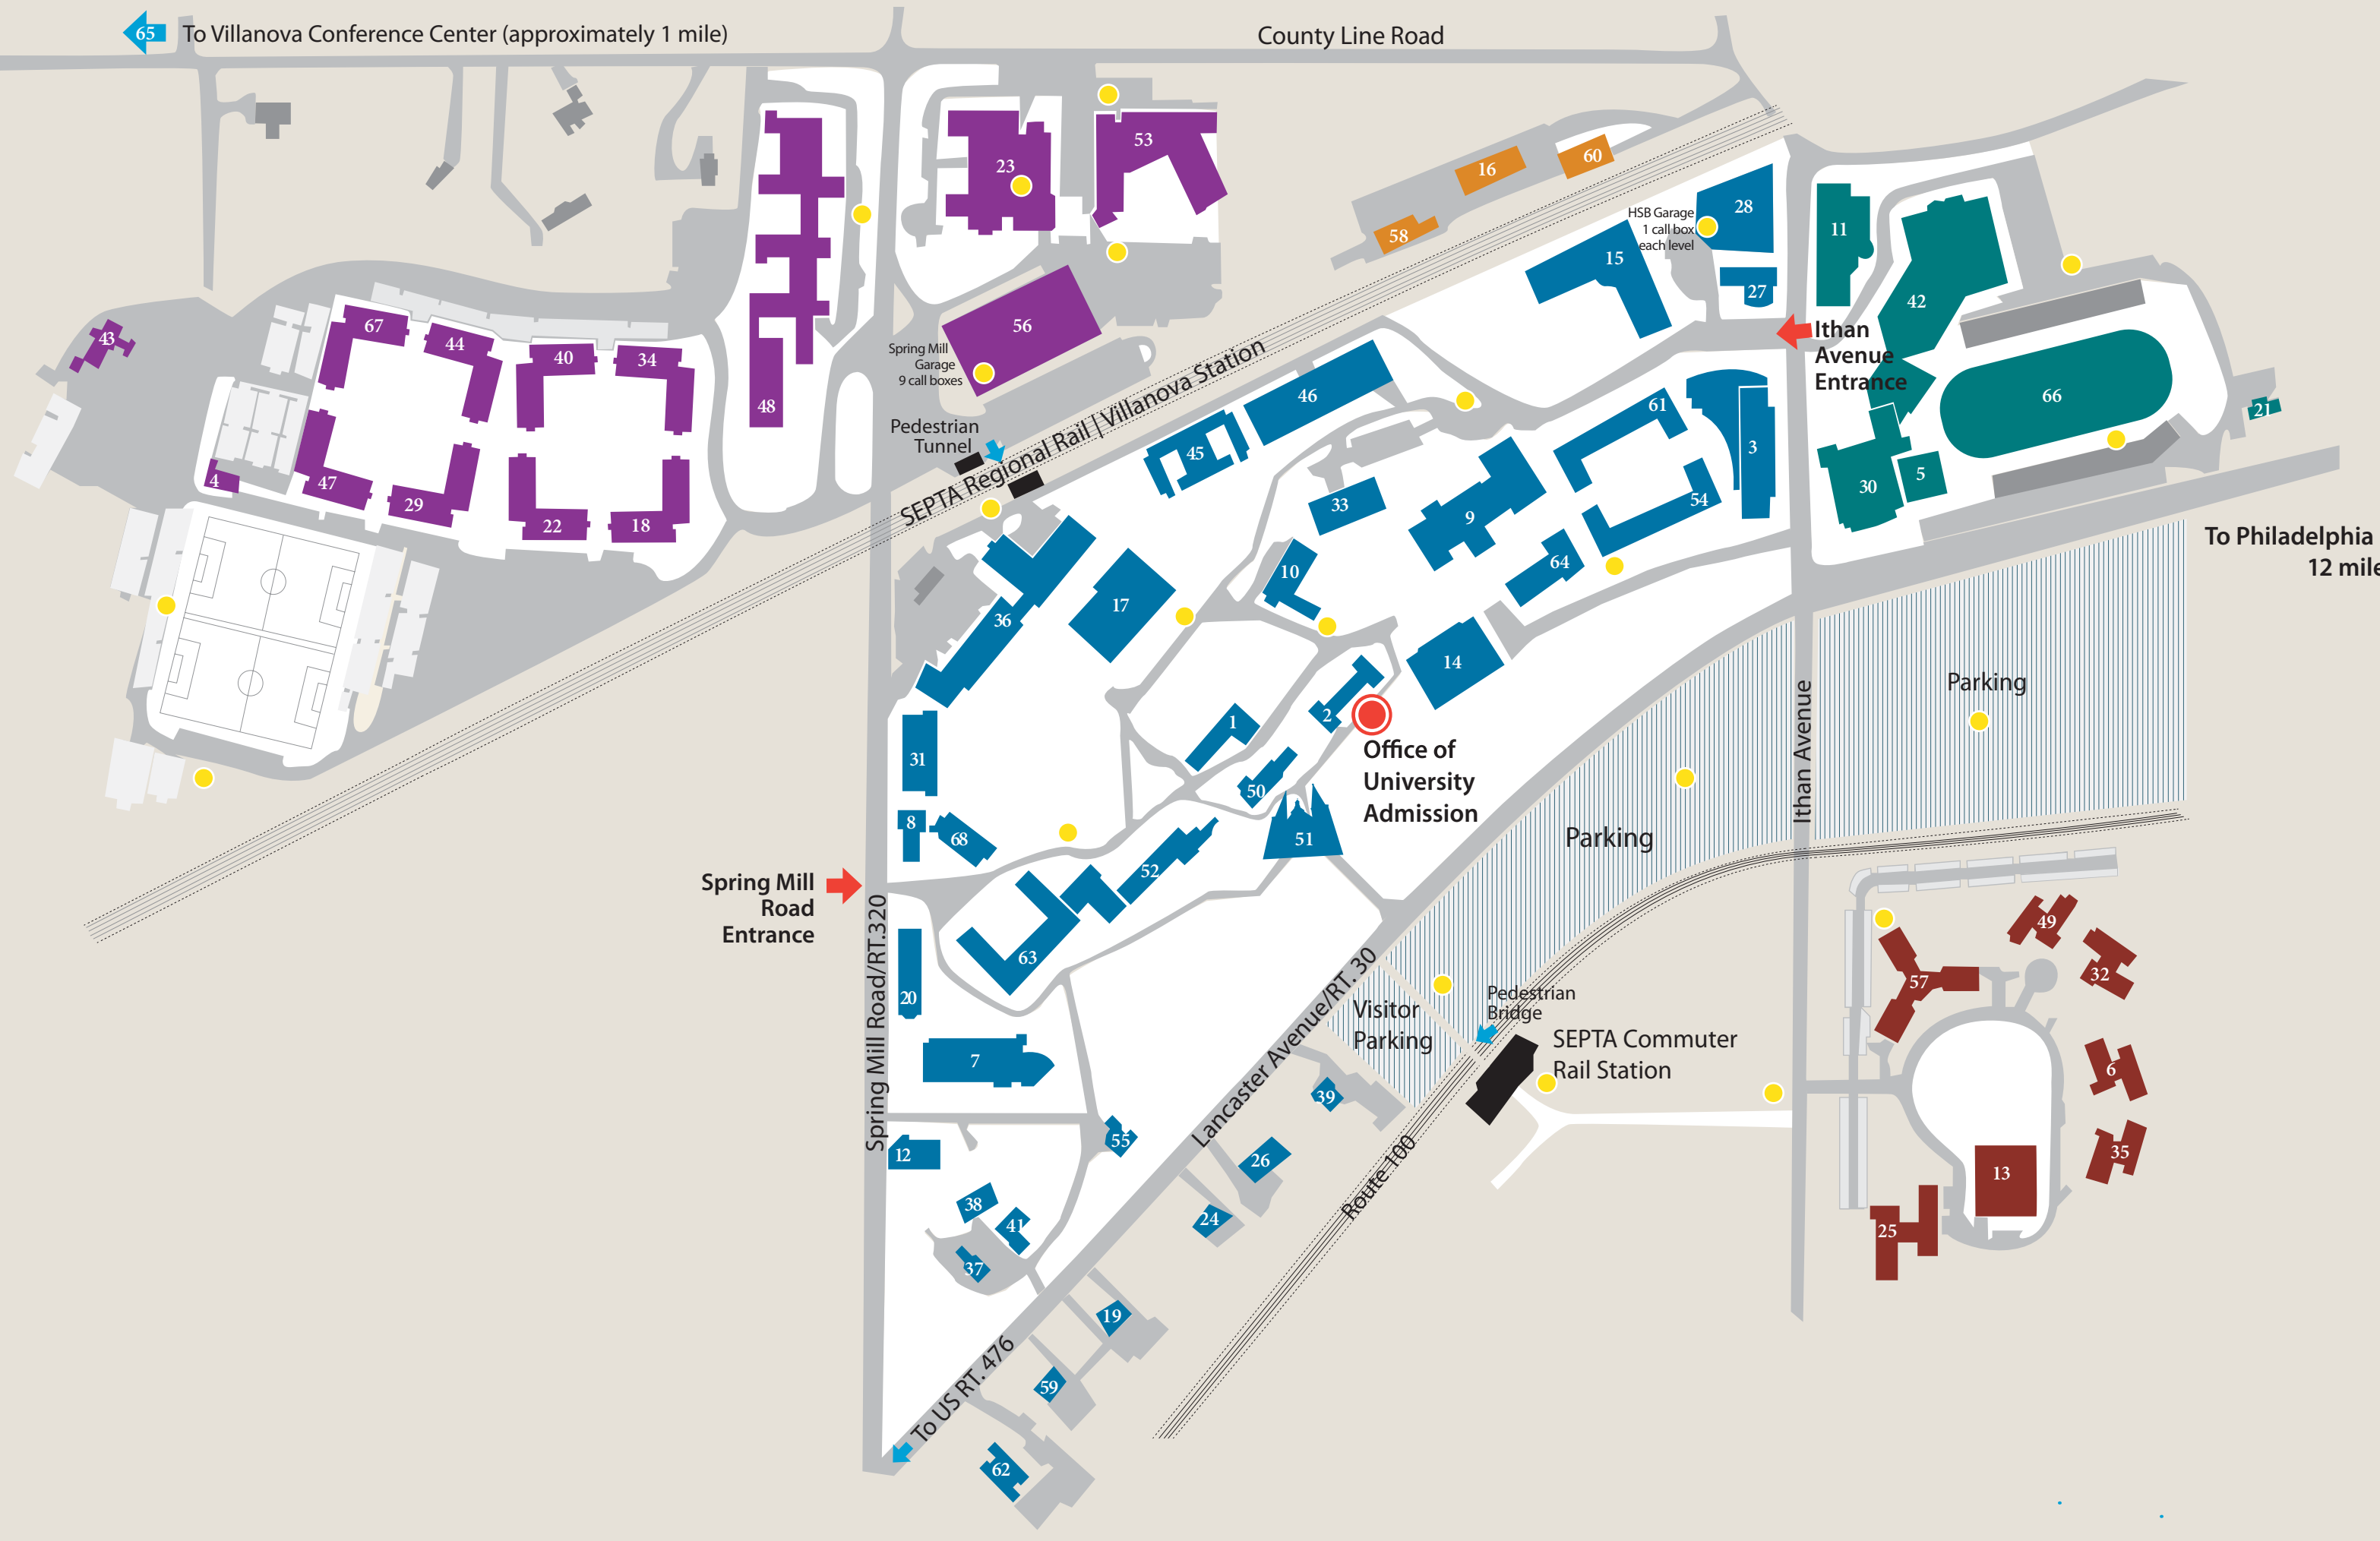 65
To Villanova Conference Center (approximately 1 mile)
County Line Road
53
23
16
60
58
28
HSB Garage
1 call box
each level
15
27
11
42
Ithan
Avenue
Entrance
66
21
43
67
44
40
34
4
47
29
22
18
48
56
Spring Mill
Garage
9 call boxes
Pedestrian
Tunnel
SEPTA Regional Rail | Villanova Station
46
45
61
3
33
9
54
30
5
To Philadelphia
12 mile
36
17
10
64
14
2
1
Office of
University
Admission
Parking
Parking
Ithan Avenue
31
50
8
68
51
52
Spring Mill
Road
Entrance
Spring Mill Road/RT.320
63
20
7
Lancaster Avenue/RT. 30
Visitor
Parking
Pedestrian
Bridge
SEPTA Commuter
Rail Station
49
57
32
6
35
13
25
39
55
12
26
24
Route 100
38
41
37
19
59
To US RT. 476
62